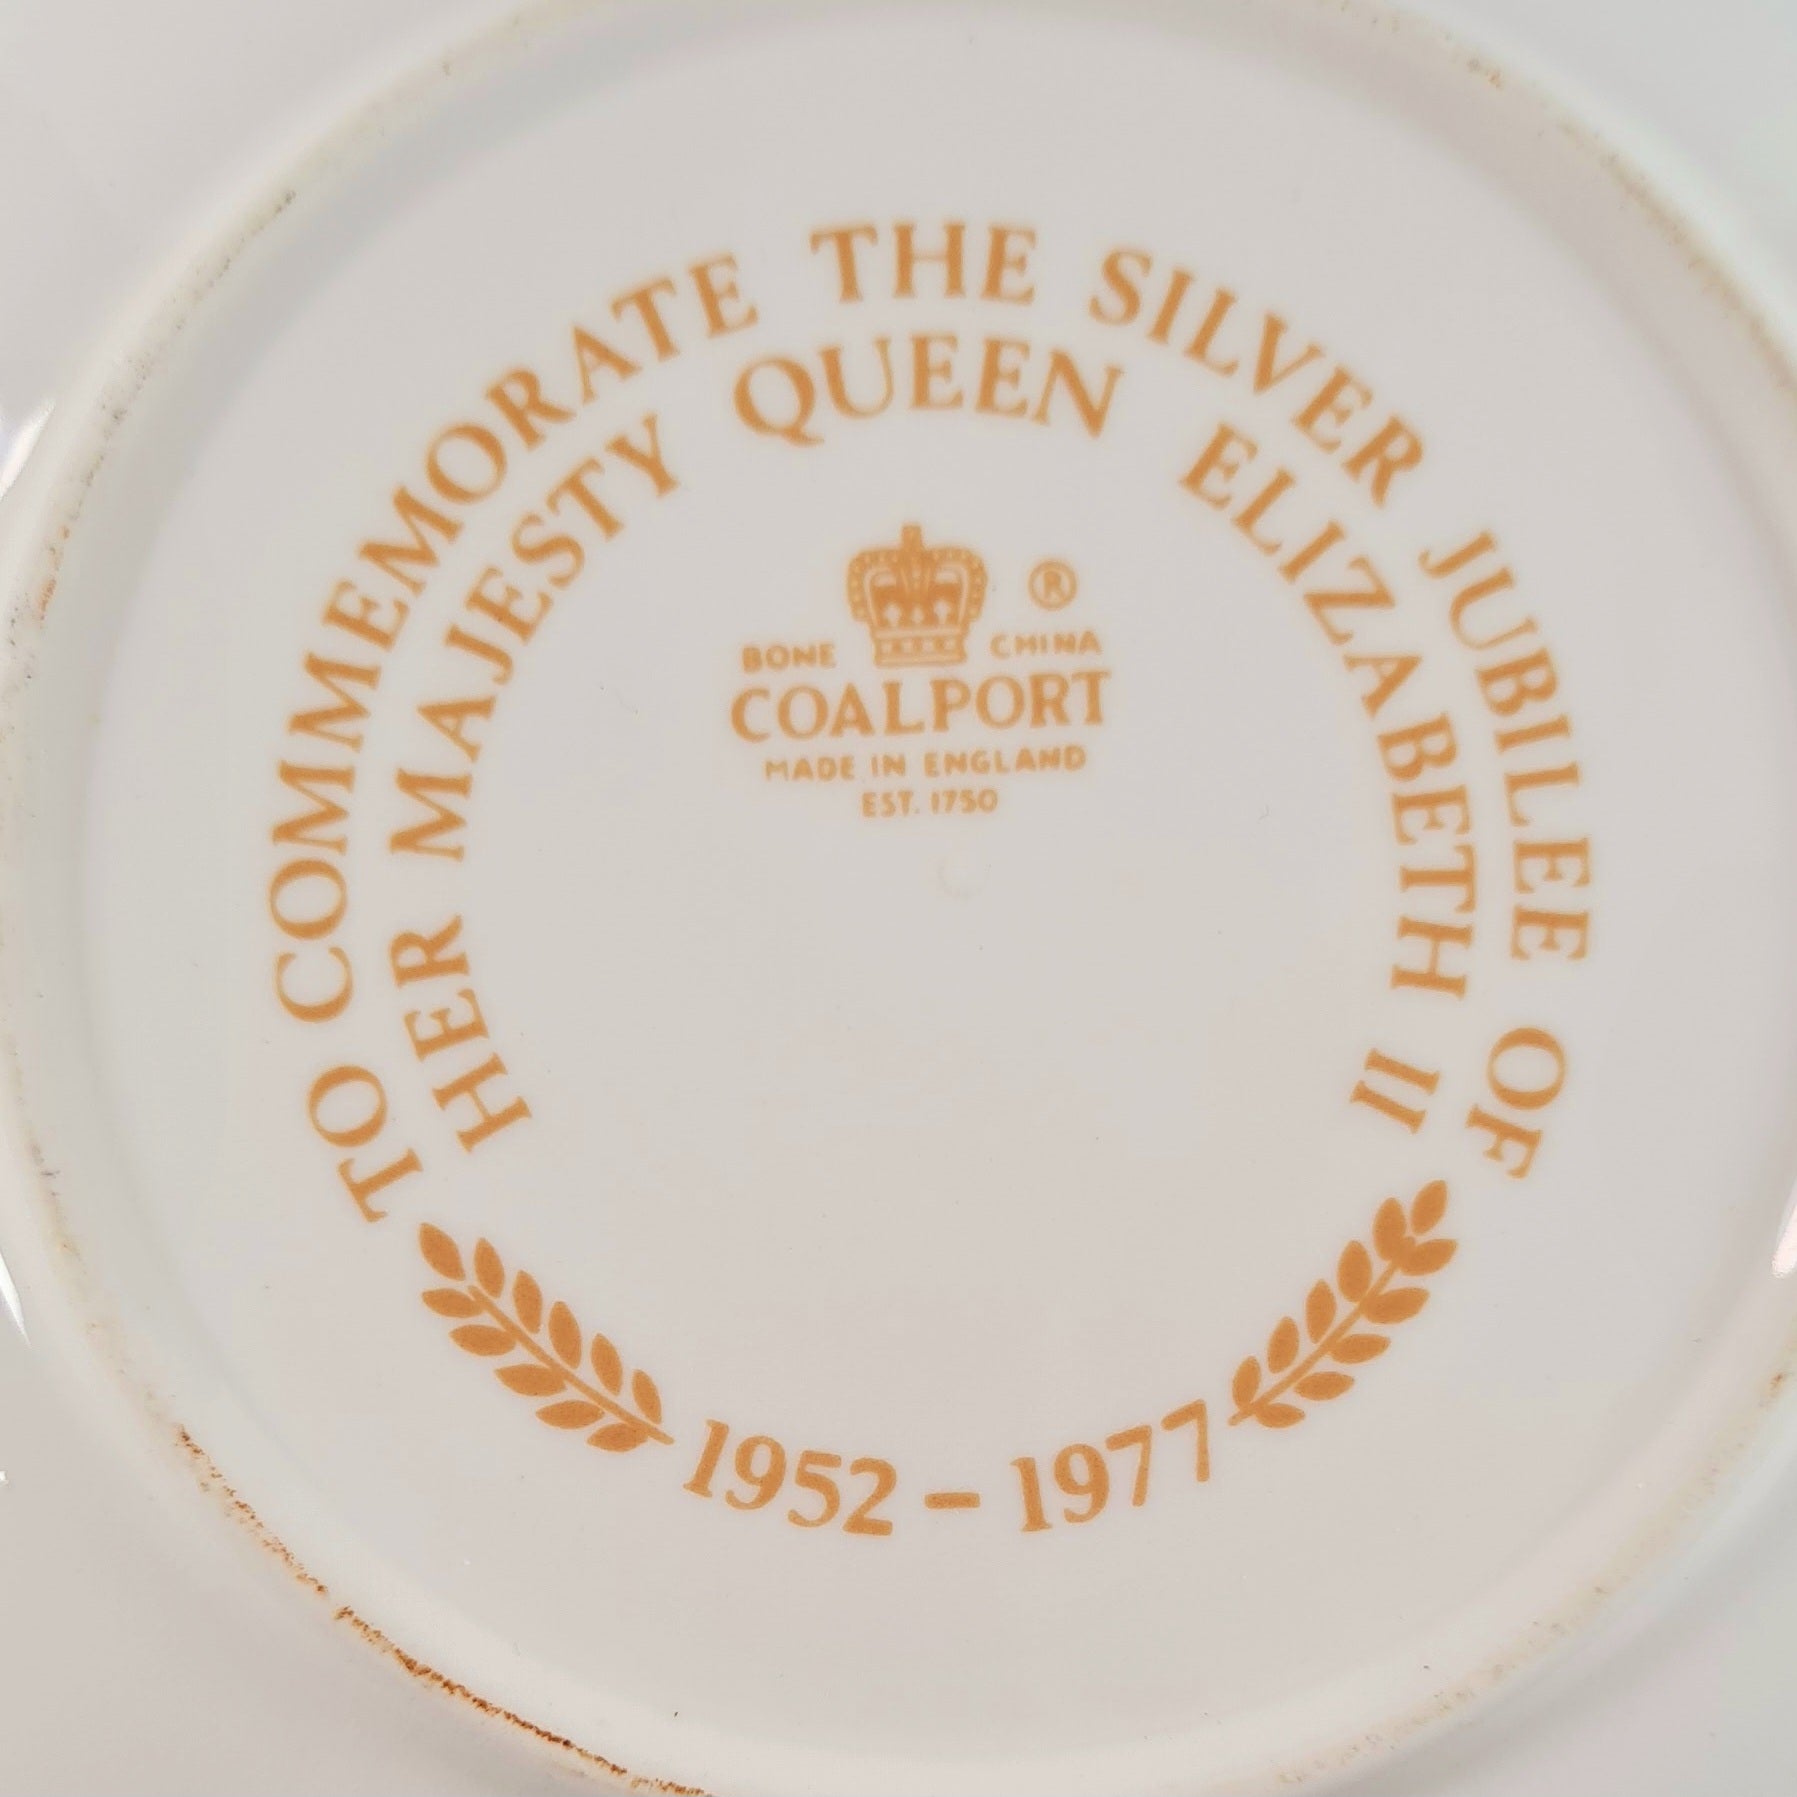 TO COMMEMORATE THE SILVER JUBILEE OF
HER MAJESTY QUEEN ELIZABETH II
®
BONE CHINA
COALPORT
MADE IN ENGLAND
EST. 1750
1952 – 1977